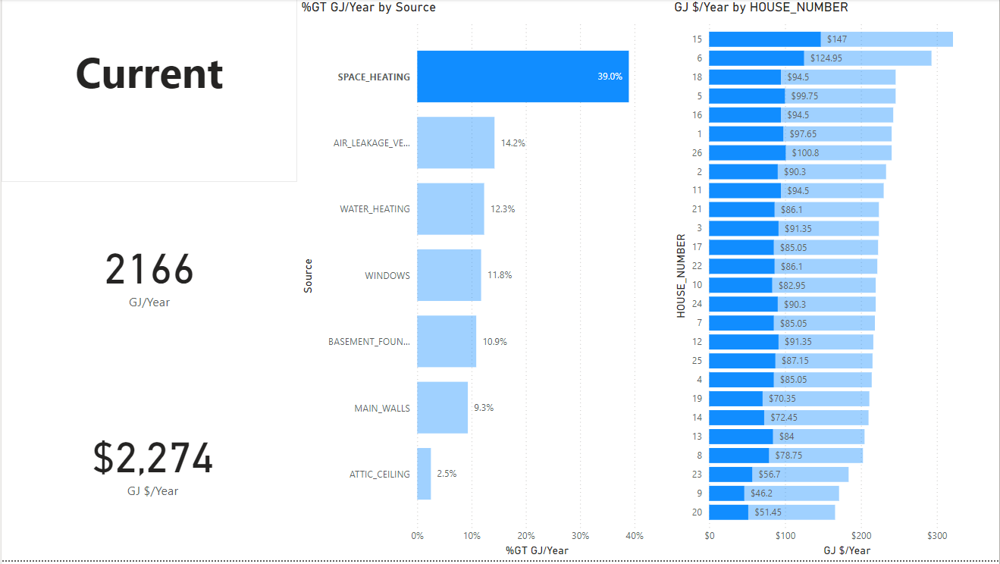 Current
2166
GJ/Year
$2,274
GJ $/Year
%GT GJ/Year by Source
Source
SPACE_HEATING 39.0%
AIR_LEAKAGE_VE... 14.2%
WATER_HEATING 12.3%
WINDOWS 11.8%
BASEMENT_FOUN... 10.9%
MAIN_WALLS 9.3%
ATTIC_CEILING 2.5%
0% 10% 20% 30% 40%
%GT GJ/Year
GJ $/Year by HOUSE_NUMBER
HOUSE_NUMBER
15 $147
6 $124.95
18 $94.5
5 $99.75
16 $94.5
1 $97.65
26 $100.8
2 $90.3
11 $94.5
21 $86.1
3 $91.35
17 $85.05
22 $86.1
10 $82.95
24 $90.3
7 $85.05
12 $91.35
25 $87.15
4 $85.05
19 $70.35
14 $72.45
13 $84
8 $78.75
23 $56.7
9 $46.2
20 $51.45
$0 $100 $200 $300
GJ $/Year